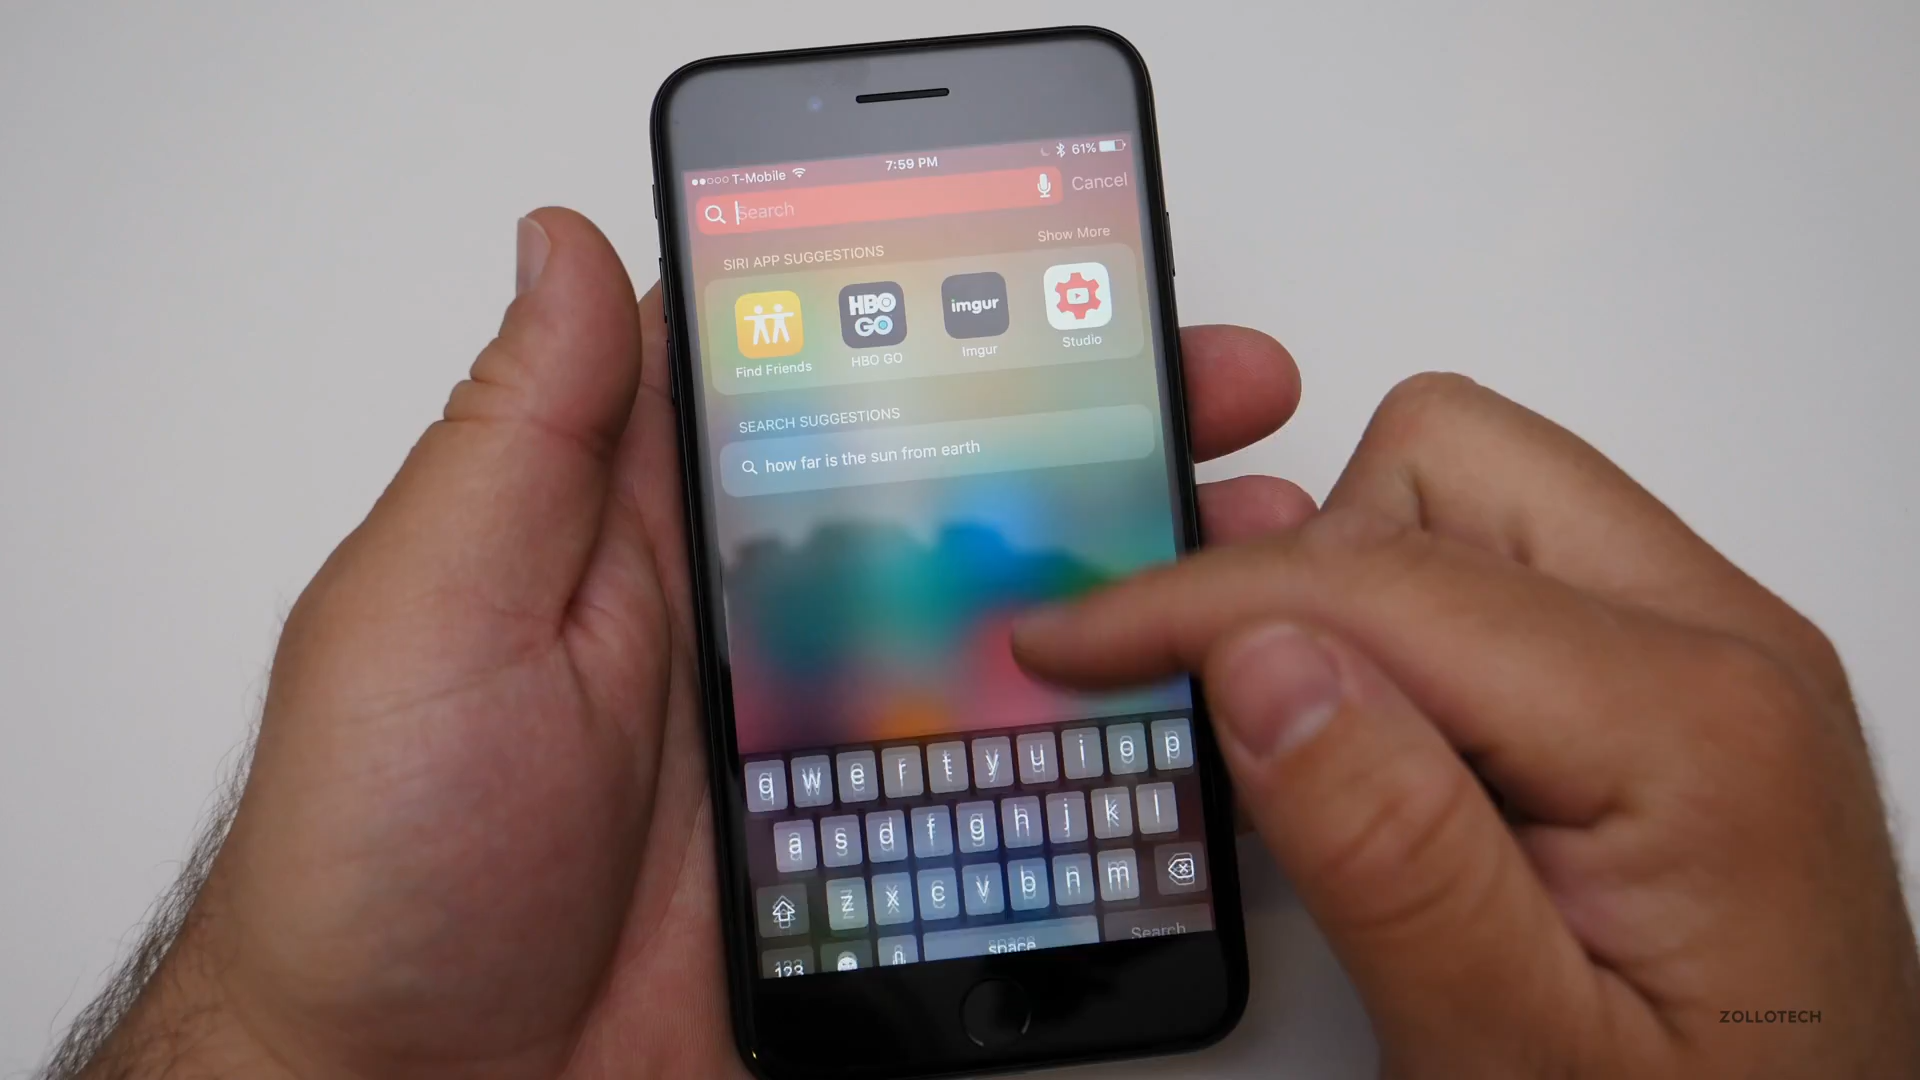 T-Mobile
7:59 PM
61%
Search
Cancel
SIRI APP SUGGESTIONS
Show More
HBO GO
imgur
Find Friends
HBO GO
Imgur
Studio
SEARCH SUGGESTIONS
how far is the sun from earth
q w e r t y u i o p
a s d f g h j k l
z x c v b n m
123
space
Search
ZOLLOTECH